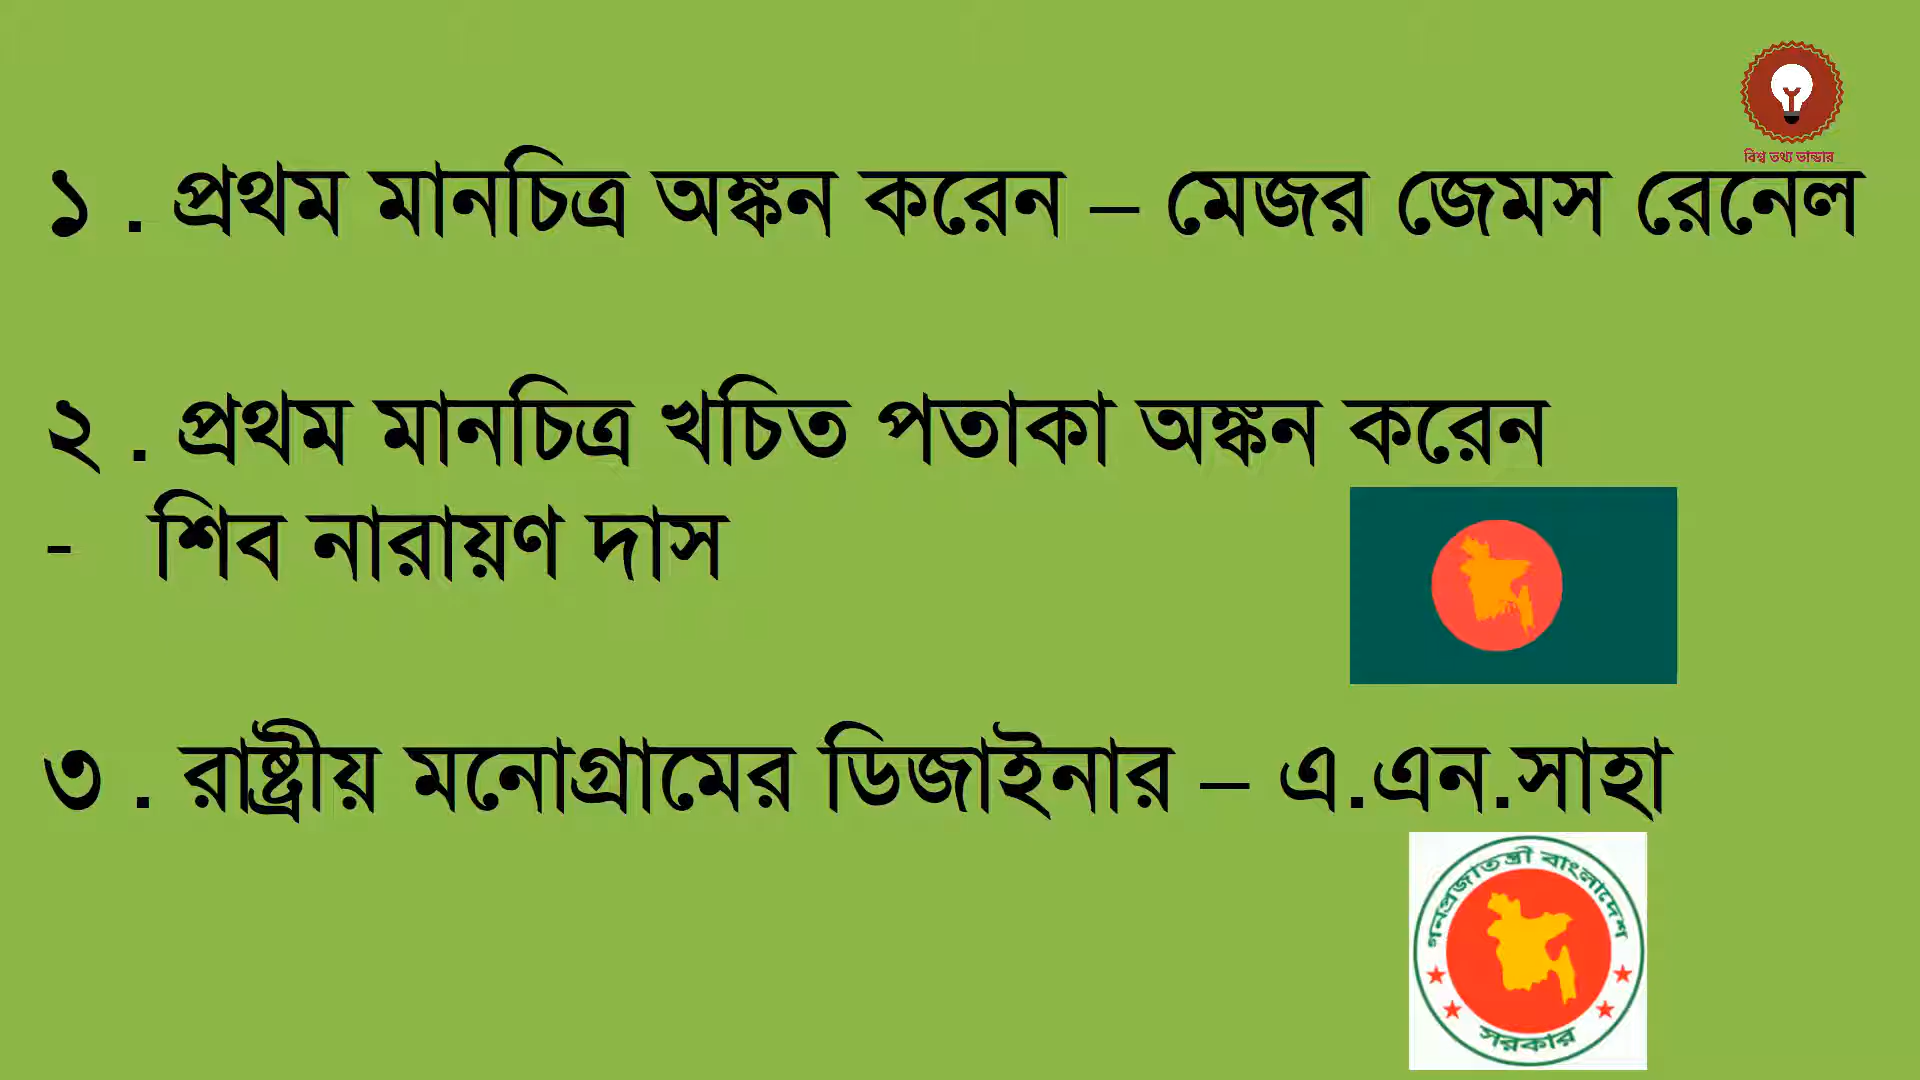 বিশ্ব তথ্য ভান্ডার
১ . প্রথম মানচিত্র অঙ্কন করেন – মেজর জেমস রেনেল
২ . প্রথম মানচিত্র খচিত পতাকা অঙ্কন করেন
- শিব নারায়ণ দাস
৩ . রাষ্ট্রীয় মনোগ্রামের ডিজাইনার – এ.এন.সাহা
গনপ্রজাতন্ত্রী বাংলাদেশ
সরকার